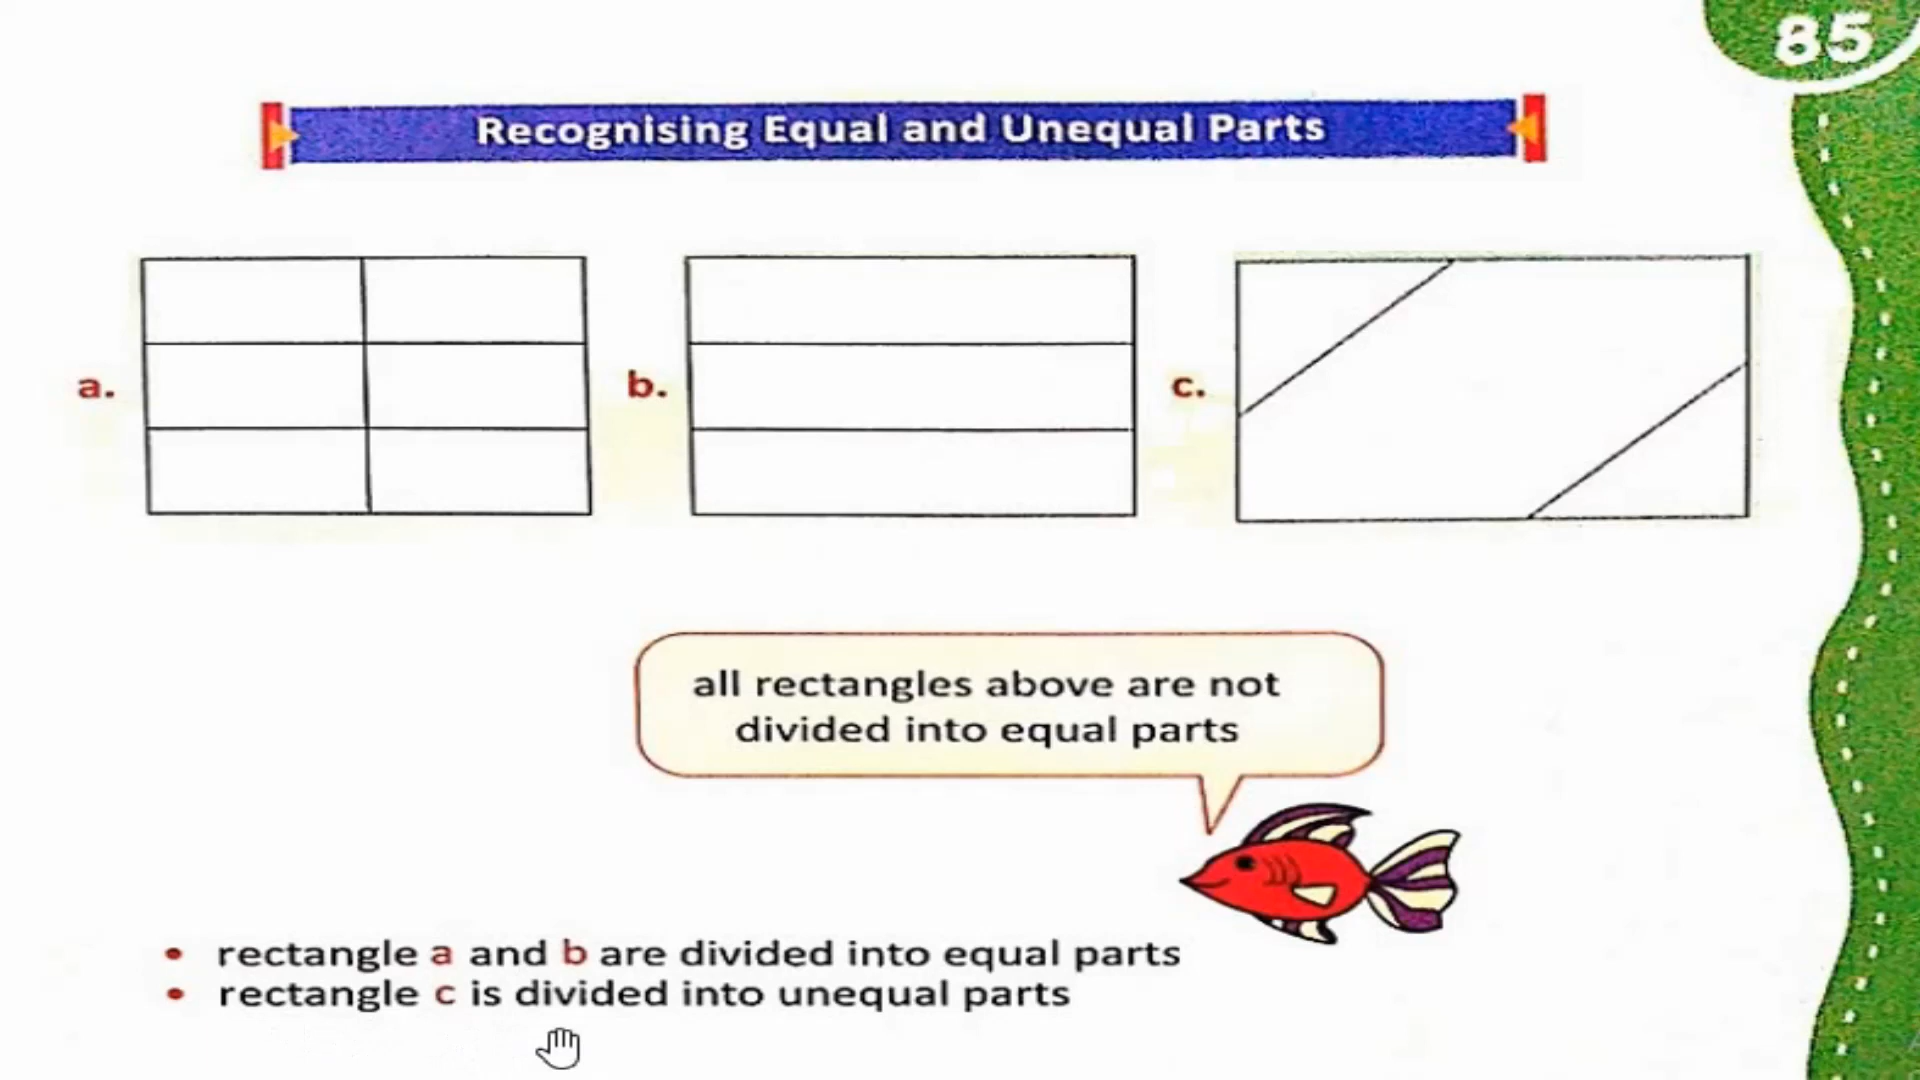 85
Recognising Equal and Unequal Parts
a.
b.
c.
all rectangles above are not
divided into equal parts
• rectangle a and b are divided into equal parts
• rectangle c is divided into unequal parts